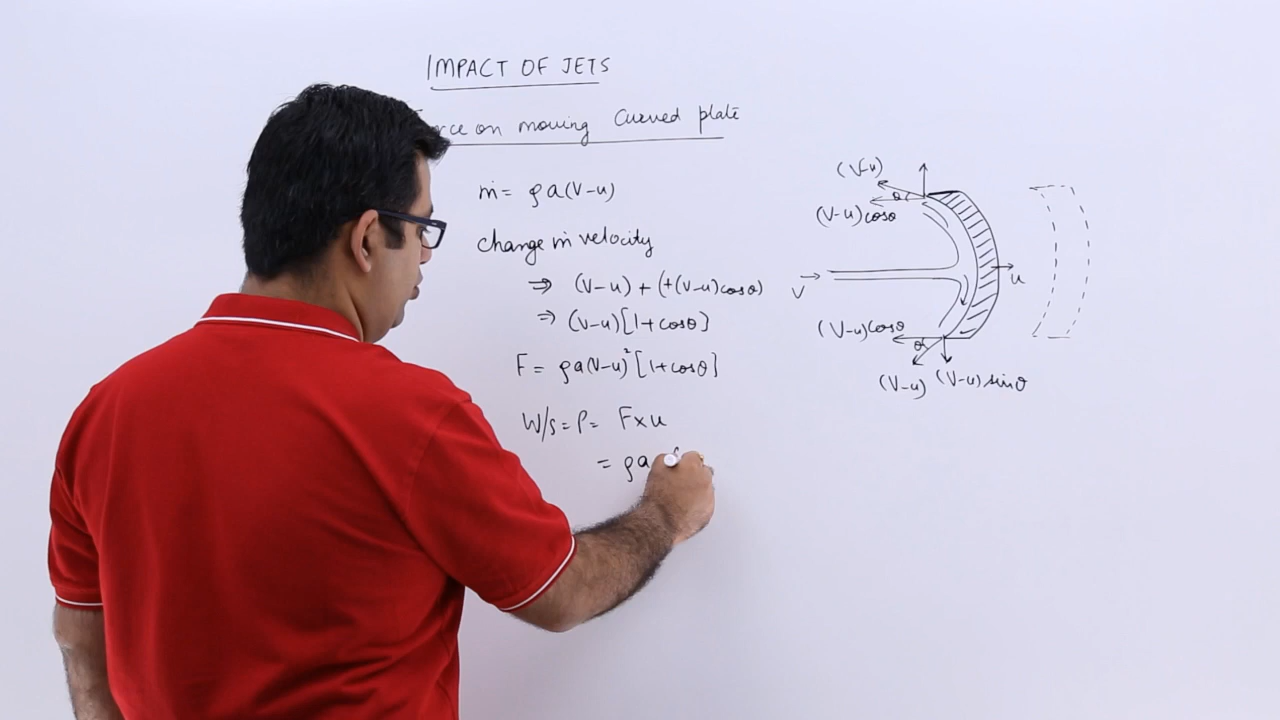 IMPACT OF JETS
on moving Curved plate
ṁ = ρa(V-u)
change in velocity
⇒ (V-u) + (+(V-u)cosθ)
⇒ (V-u)[1+cosθ]
F = ρa(V-u)²[1+cosθ]
W/s = P = F×u
= ρa
(V-u)
θ
(V-u)cosθ
V
u
(V-u)cosθ
θ
(V-u)
(V-u)sinθ